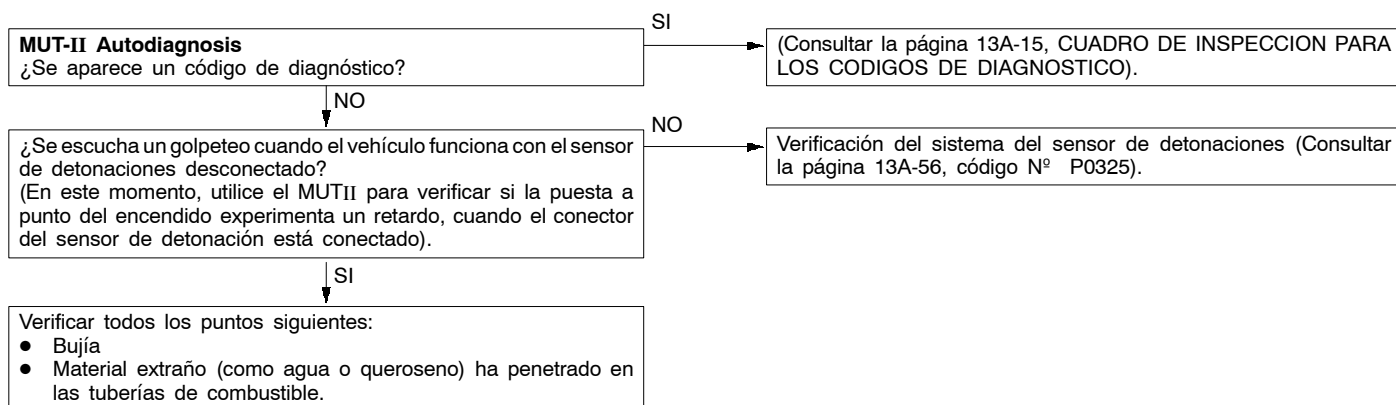 SI
MUT-II Autodiagnosis
¿Se aparece un código de diagnóstico?
(Consultar la página 13A-15, CUADRO DE INSPECCION PARA
LOS CODIGOS DE DIAGNOSTICO).
NO
¿Se escucha un golpeteo cuando el vehículo funciona con el sensor
de detonaciones desconectado?
(En este momento, utilice el MUTII para verificar si la puesta a
punto del encendido experimenta un retardo, cuando el conector
del sensor de detonación está conectado).
NO
Verificación del sistema del sensor de detonaciones (Consultar
la página 13A-56, código Nº P0325).
SI
Verificar todos los puntos siguientes:
● Bujía
● Material extraño (como agua o queroseno) ha penetrado en
las tuberías de combustible.